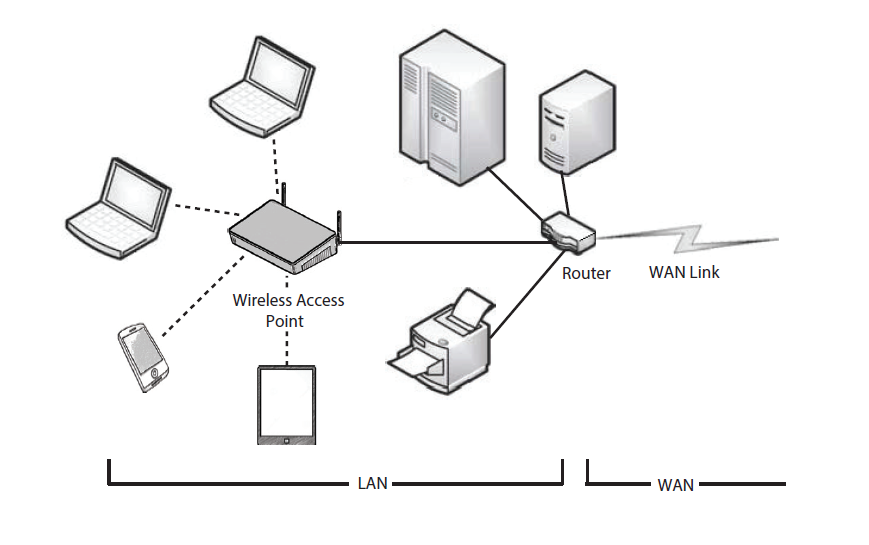 Router
WAN Link
Wireless Access
Point
LAN
WAN